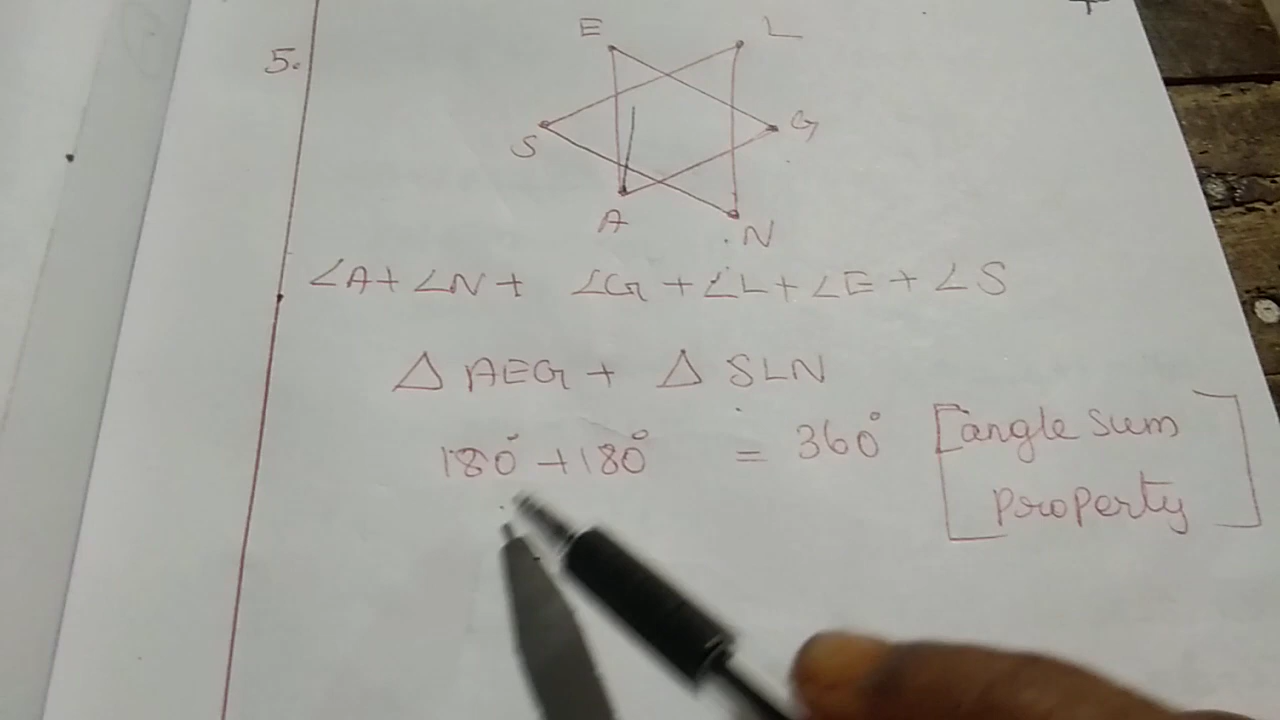 5.
E L
S G
A N
∠A + ∠N + ∠G + ∠L + ∠E + ∠S
△ AEG + △ SLN
180° + 180° = 360° [angle sum
property]